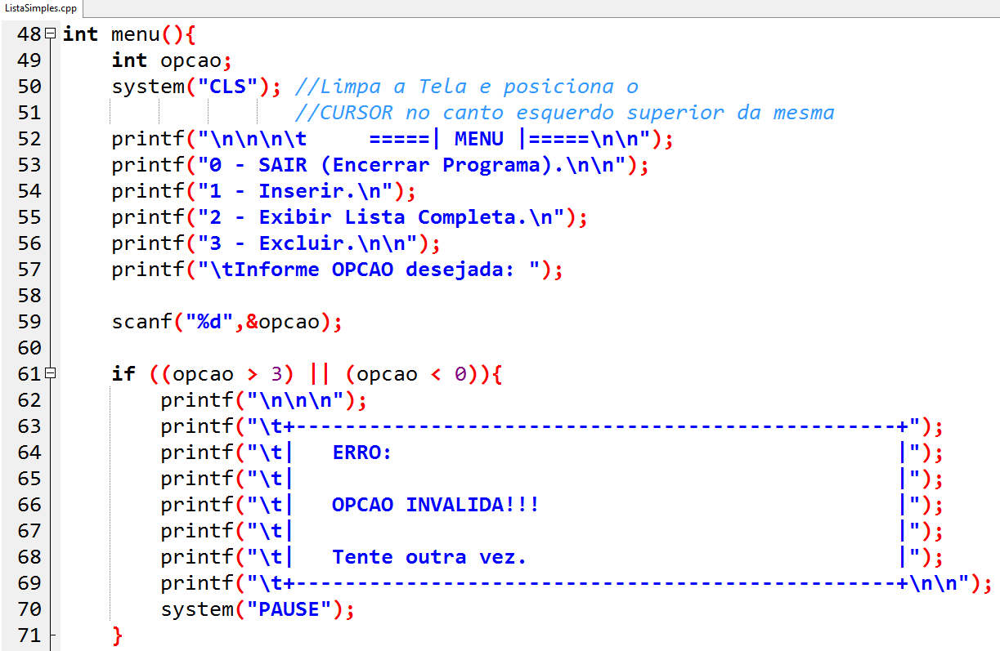 ListaSimples.cpp
48 int menu(){
49     int opcao;
50     system("CLS"); //Limpa a Tela e posiciona o
51                    //CURSOR no canto esquerdo superior da mesma
52     printf("\n\n\n\t     =====| MENU |=====\n\n");
53     printf("0 - SAIR (Encerrar Programa).\n\n");
54     printf("1 - Inserir.\n");
55     printf("2 - Exibir Lista Completa.\n");
56     printf("3 - Excluir.\n\n");
57     printf("\tInforme OPCAO desejada: ");
58
59     scanf("%d",&opcao);
60
61     if ((opcao > 3) || (opcao < 0)){
62         printf("\n\n\n");
63         printf("\t+-------------------------------------------------+");
64         printf("\t|   ERRO:                                         |");
65         printf("\t|                                                 |");
66         printf("\t|   OPCAO INVALIDA!!!                             |");
67         printf("\t|                                                 |");
68         printf("\t|   Tente outra vez.                              |");
69         printf("\t+-------------------------------------------------+\n\n");
70         system("PAUSE");
71     }